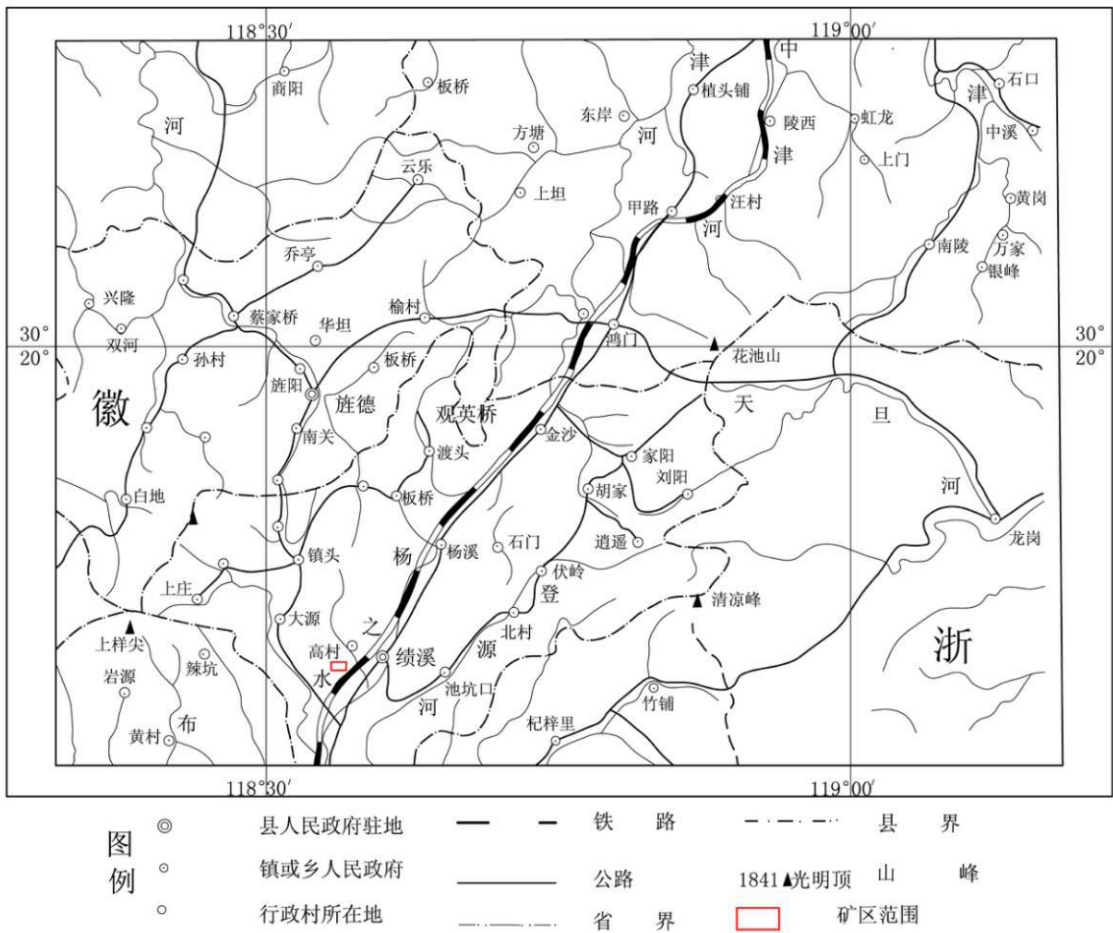 118°30′ 119°00′
商阳 板桥 津 植头铺 中 津 石口
河 方塘 东岸 河 陵西 虹龙 中溪
云乐 上坦 津 上门
甲路 汪村 黄岗
河 南陵 万家
乔亭 银峰
兴隆 蔡家桥 华坦 榆村
双河 鸿门
30° 30°
20° 20°
孙村 板桥 花池山
徽 旌阳 旌德 观英桥 天 旦
南关 渡头 金沙
家阳
白地 板桥 胡家 刘阳 河
镇头 杨 杨溪 石门 逍遥 龙岗
上庄 伏岭
大源 之 登 清凉峰
北村
上样尖 高村 绩溪 源 浙
辣坑 水
岩源 河 池坑口 竹铺
黄村 布 杞梓里
118°30′ 119°00′
图例
县人民政府驻地 铁 路 县 界
镇或乡人民政府 公路 1841 光明顶 山 峰
行政村所在地 省 界 矿区范围